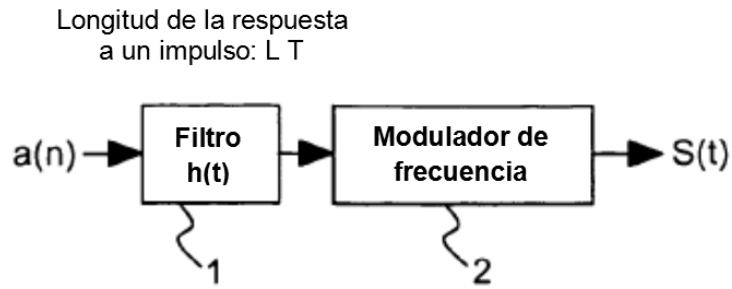 Longitud de la respuesta
a un impulso: L T
a(n)
Filtro
h(t)
Modulador de
frecuencia
S(t)
1
2